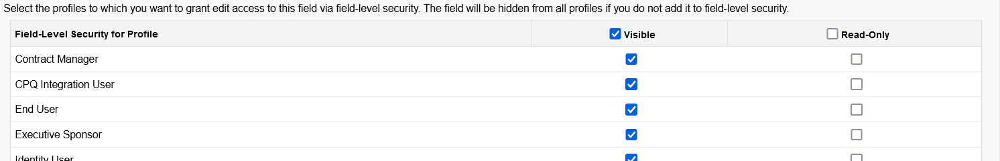 Select the profiles to which you want to grant edit access to this field via field-level security. The field will be hidden from all profiles if you do not add it to field-level security.
Field-Level Security for Profile Visible Read-Only
Contract Manager
CPQ Integration User
End User
Executive Sponsor
Identity User